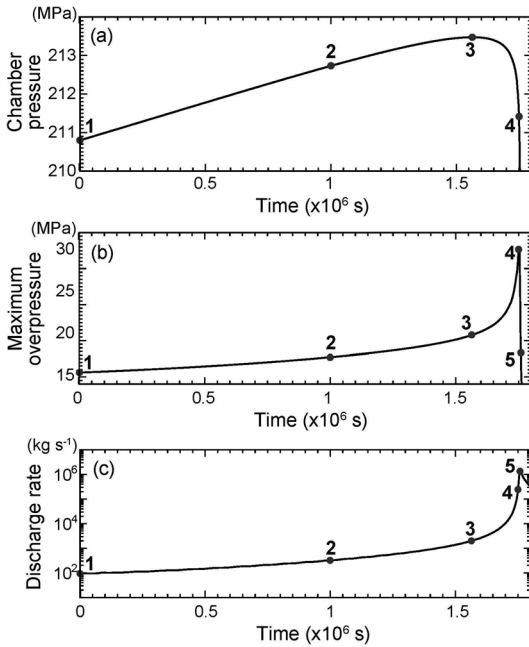 (MPa)
(a)
213
212
211
210
Chamber
pressure
1
2
3
4
0
0.5
1
1.5
Time (x10⁶ s)
(MPa)
(b)
30
25
20
15
Maximum
overpressure
1
2
3
4
5
0
0.5
1
1.5
Time (x10⁶ s)
(kg s⁻¹)
(c)
10⁶
10⁴
10²
Discharge rate
1
2
3
4
5
0
0.5
1
1.5
Time (x10⁶ s)